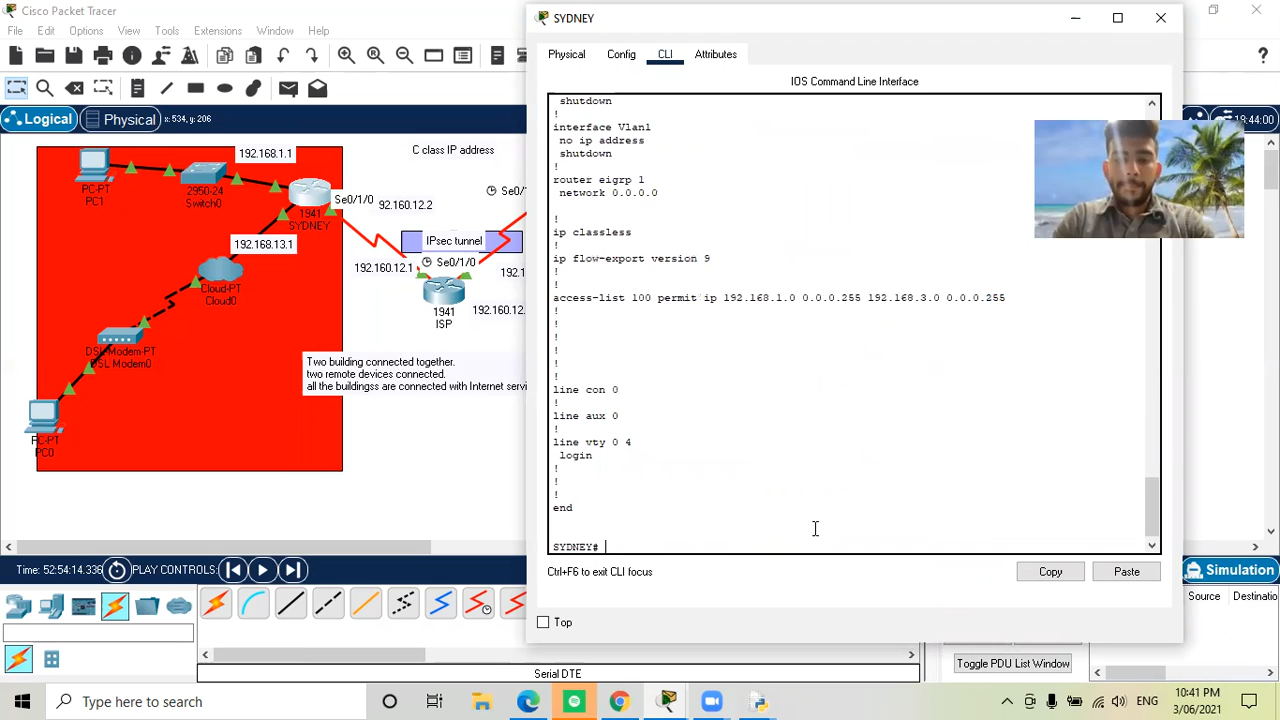 Cisco Packet Tracer
File Edit Options View Tools Extensions Window Help
Logical
Physical
x: 534, y: 206
18:44:00
192.168.1.1
C class IP address
PC-PT
PC1
2950-24
Switch0
1941
SYDNEY
Se0/1/0
92.160.12.2
Se0/1
192.168.13.1
IPsec tunnel
192.160.12.1
Se0/1/0
192.1
Cloud-PT
Cloud0
1941
ISP
192.160.12.
DSL-Modem-PT
DSL Modem0
Two building connected together.
two remote devices connected.
all the buildingss are connected with Internet servi
PC-PT
PC0
SYDNEY
Physical Config CLI Attributes
IOS Command Line Interface
shutdown
!
interface Vlan1
no ip address
shutdown
!
router eigrp 1
network 0.0.0.0
!
ip classless
!
ip flow-export version 9
!
!
access-list 100 permit ip 192.168.1.0 0.0.0.255 0.0.0.255
!
!
!
!
!
!
line con 0
!
line aux 0
!
line vty 0 4
login
!
!
!
end
SYDNEY#
Ctrl+F6 to exit CLI focus
Copy
Paste
Top
Time: 52:54:14.336
PLAY CONTROLS:
Simulation
Source Destinatio
Toggle PDU List Window
Serial DTE
Type here to search
ENG
10:41 PM
3/06/2021